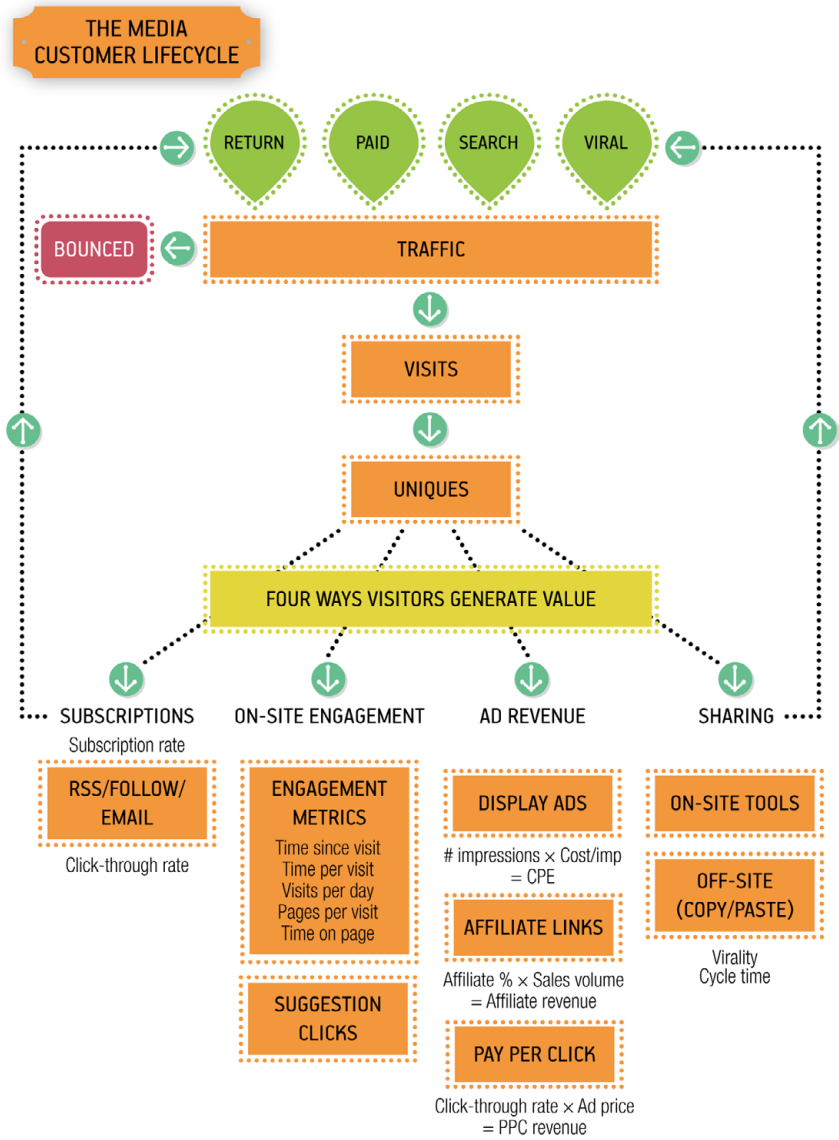 THE MEDIA
CUSTOMER LIFECYCLE
RETURN
PAID
SEARCH
VIRAL
BOUNCED
TRAFFIC
VISITS
UNIQUES
FOUR WAYS VISITORS GENERATE VALUE
SUBSCRIPTIONS
Subscription rate
RSS/FOLLOW/
EMAIL
Click-through rate
ON-SITE ENGAGEMENT
ENGAGEMENT
METRICS
Time since visit
Time per visit
Visits per day
Pages per visit
Time on page
SUGGESTION
CLICKS
AD REVENUE
DISPLAY ADS
# impressions × Cost/imp
= CPE
AFFILIATE LINKS
Affiliate % × Sales volume
= Affiliate revenue
PAY PER CLICK
Click-through rate × Ad price
= PPC revenue
SHARING
ON-SITE TOOLS
OFF-SITE
(COPY/PASTE)
Virality
Cycle time